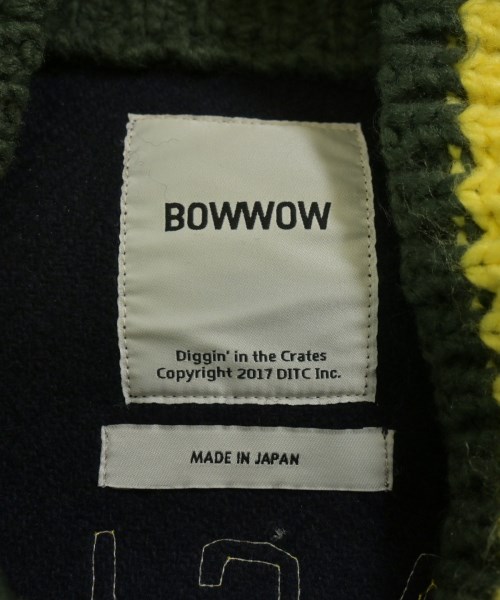 BOWWOW
Diggin' in the Crates
Copyright 2017 DITC Inc.
MADE IN JAPAN